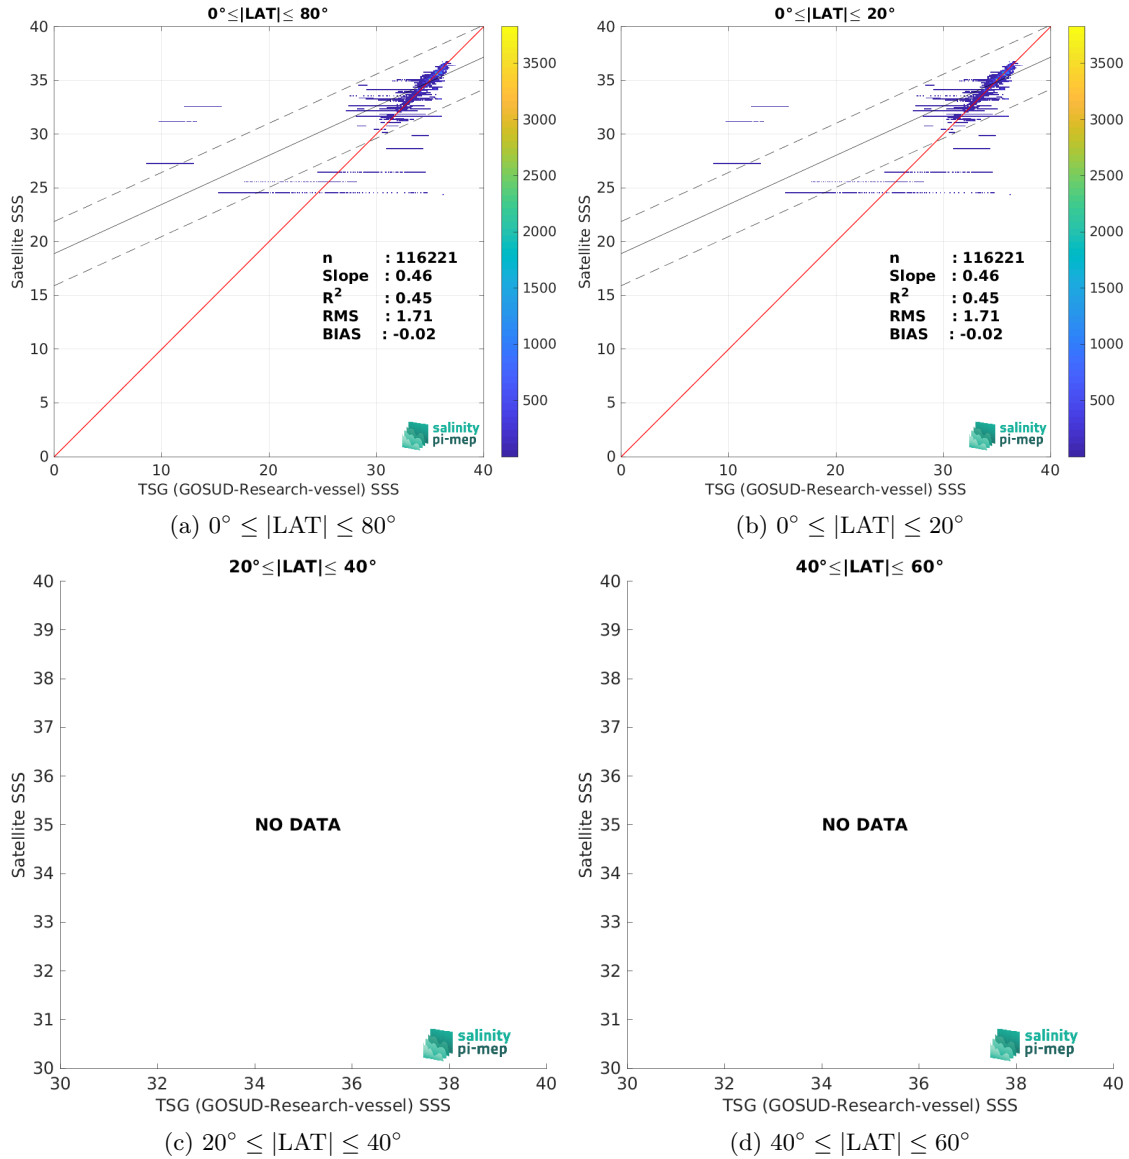 0°≤|LAT|≤ 80°
40
35
30
25
20
15
10
5
0
Satellite SSS
n : 116221
Slope : 0.46
R² : 0.45
RMS : 1.71
BIAS : -0.02
salinity
pi-mep
0 10 20 30 40
TSG (GOSUD-Research-vessel) SSS
3500
3000
2500
2000
1500
1000
500
(a) 0° ≤ |LAT| ≤ 80°
0°≤|LAT|≤ 20°
40
35
30
25
20
15
10
5
0
Satellite SSS
n : 116221
Slope : 0.46
R² : 0.45
RMS : 1.71
BIAS : -0.02
salinity
pi-mep
0 10 20 30 40
TSG (GOSUD-Research-vessel) SSS
3500
3000
2500
2000
1500
1000
500
(b) 0° ≤ |LAT| ≤ 20°
20°≤|LAT|≤ 40°
40
39
38
37
36
35
34
33
32
31
30
Satellite SSS
NO DATA
salinity
pi-mep
30 32 34 36 38 40
TSG (GOSUD-Research-vessel) SSS
(c) 20° ≤ |LAT| ≤ 40°
40°≤|LAT|≤ 60°
40
39
38
37
36
35
34
33
32
31
30
Satellite SSS
NO DATA
salinity
pi-mep
30 32 34 36 38 40
TSG (GOSUD-Research-vessel) SSS
(d) 40° ≤ |LAT| ≤ 60°